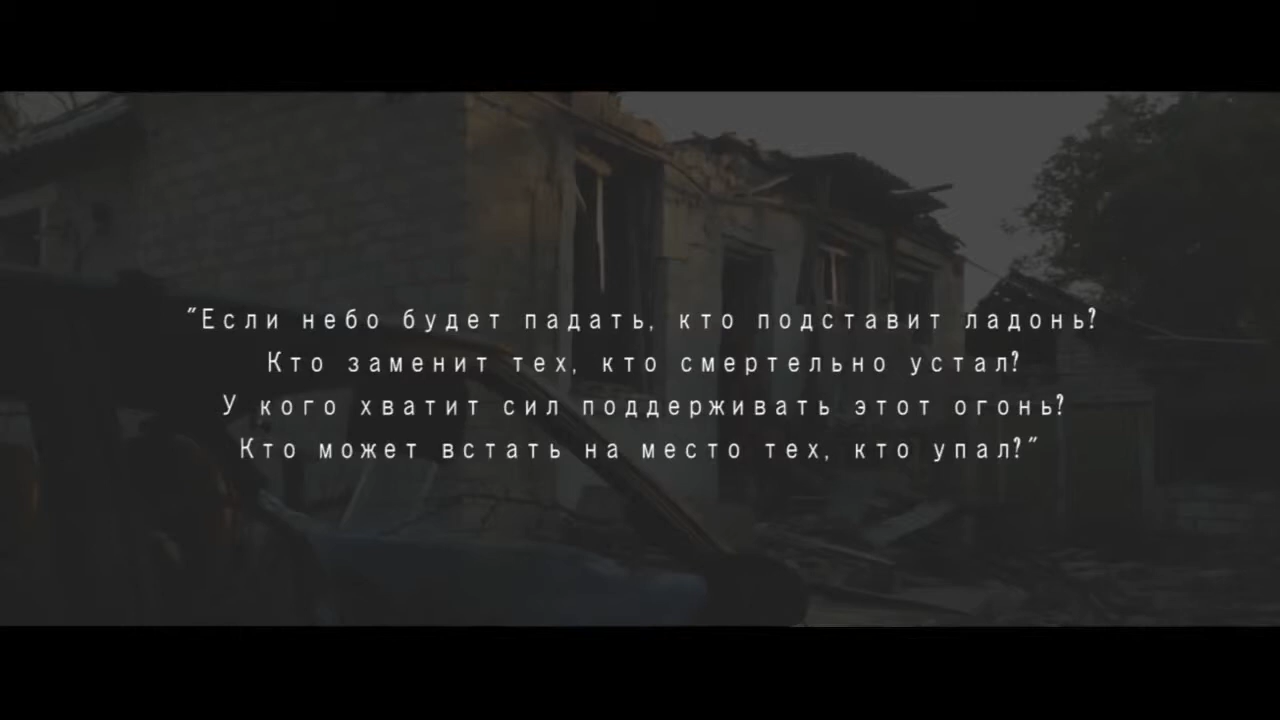 "Если небо будет падать, кто подставит ладонь?
Кто заменит тех, кто смертельно устал?
У кого хватит сил поддерживать этот огонь?
Кто может встать на место тех, кто упал?"